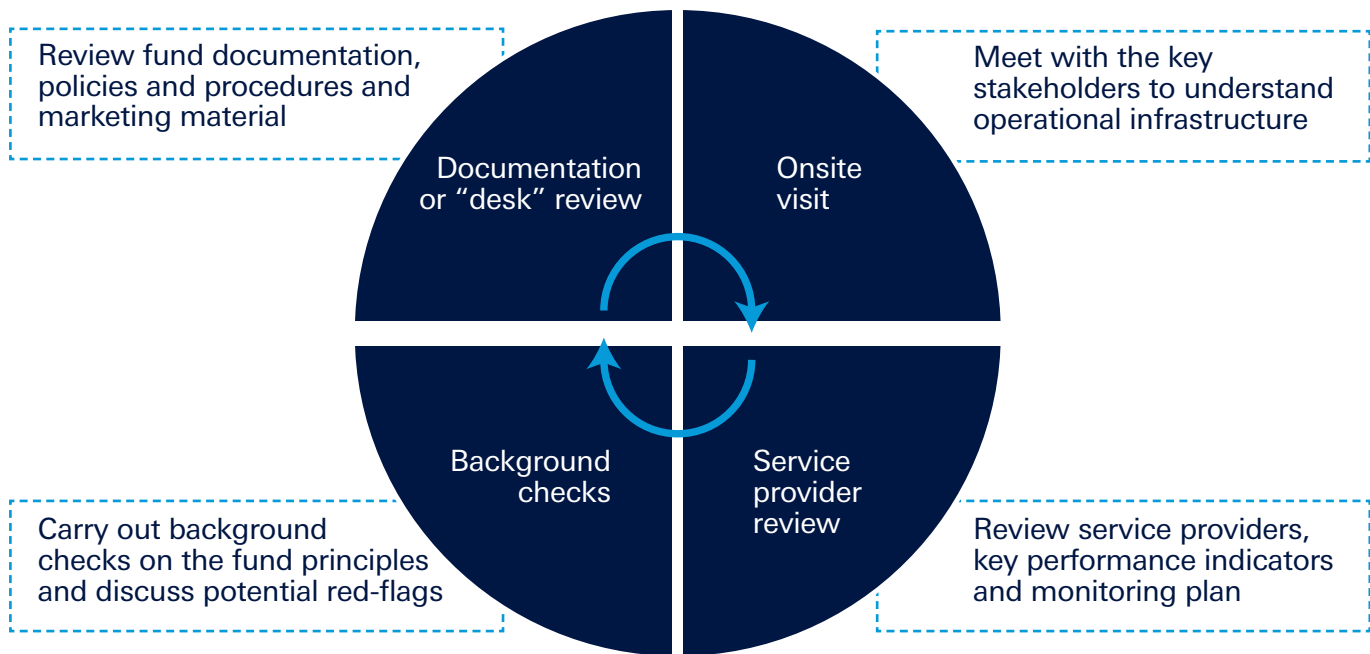 Review fund documentation,
policies and procedures and
marketing material
Documentation
or “desk” review
Onsite
visit
Meet with the key
stakeholders to understand
operational infrastructure
Carry out background
checks on the fund principles
and discuss potential red-flags
Background
checks
Service
provider
review
Review service providers,
key performance indicators
and monitoring plan